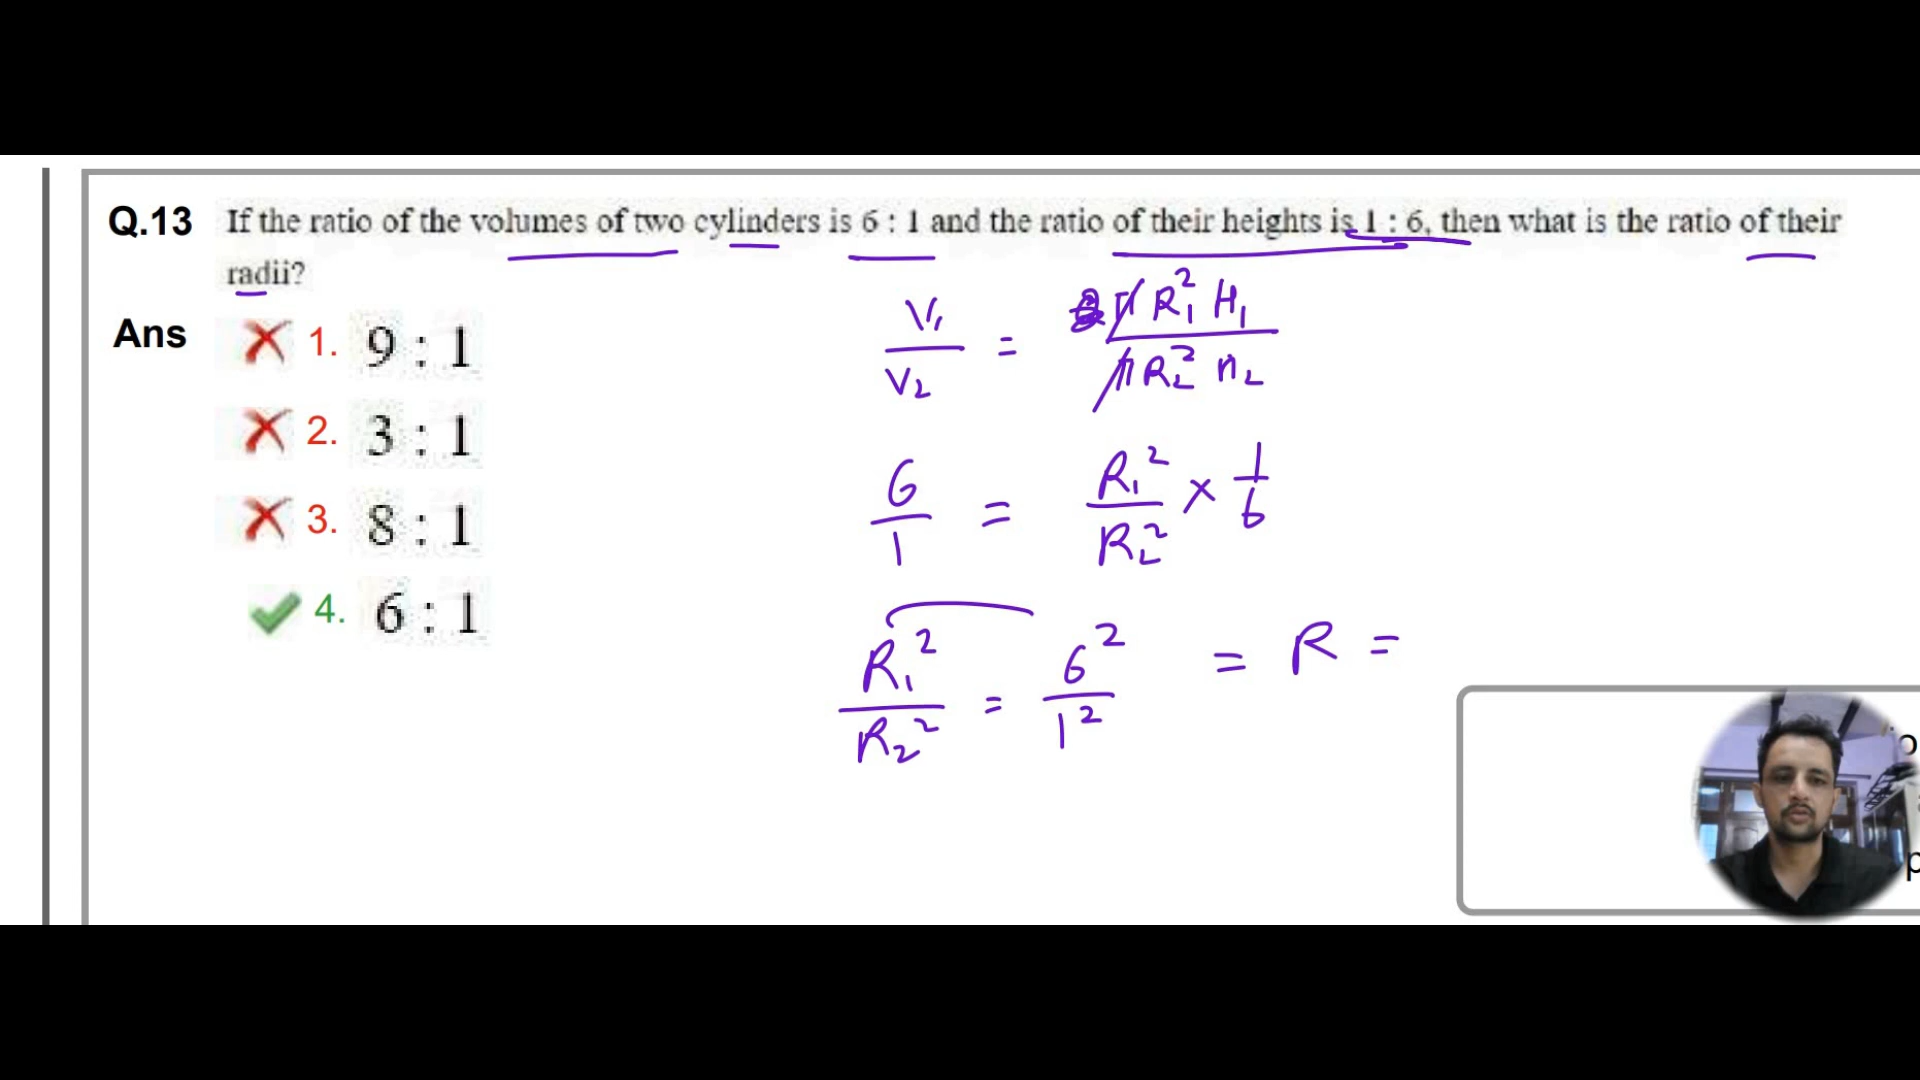 Q.13 If the ratio of the volumes of two cylinders is 6 : 1 and the ratio of their heights is 1 : 6, then what is the ratio of their
radii?
Ans 1. 9 : 1
2. 3 : 1
3. 8 : 1
4. 6 : 1
V₁/V₂ = πR₁²H₁/πR₂²H₂
6/1 = R₁²/R₂² × 1/6
R₁²/R₂² = 6²/1² = R =